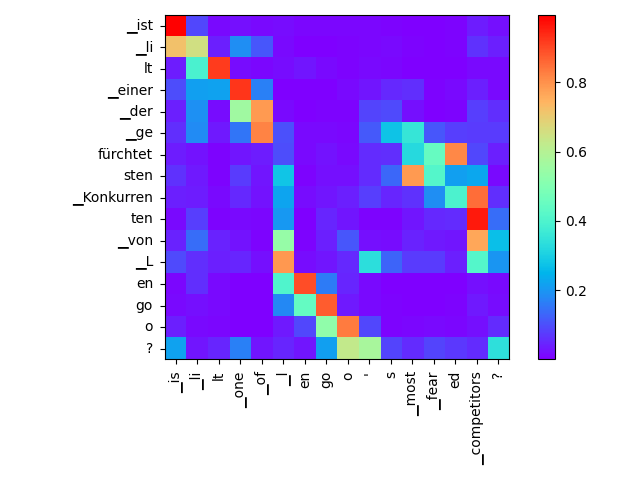 ▁ist
▁li
lt
▁einer
▁der
▁ge
fürchtet
sten
▁Konkurren
ten
▁von
▁L
en
go
o
?
▁is
▁li
lt
▁one
▁of
▁l
en
go
o
'
s
▁most
▁fear
ed
▁competitors
?
0.8
0.6
0.4
0.2